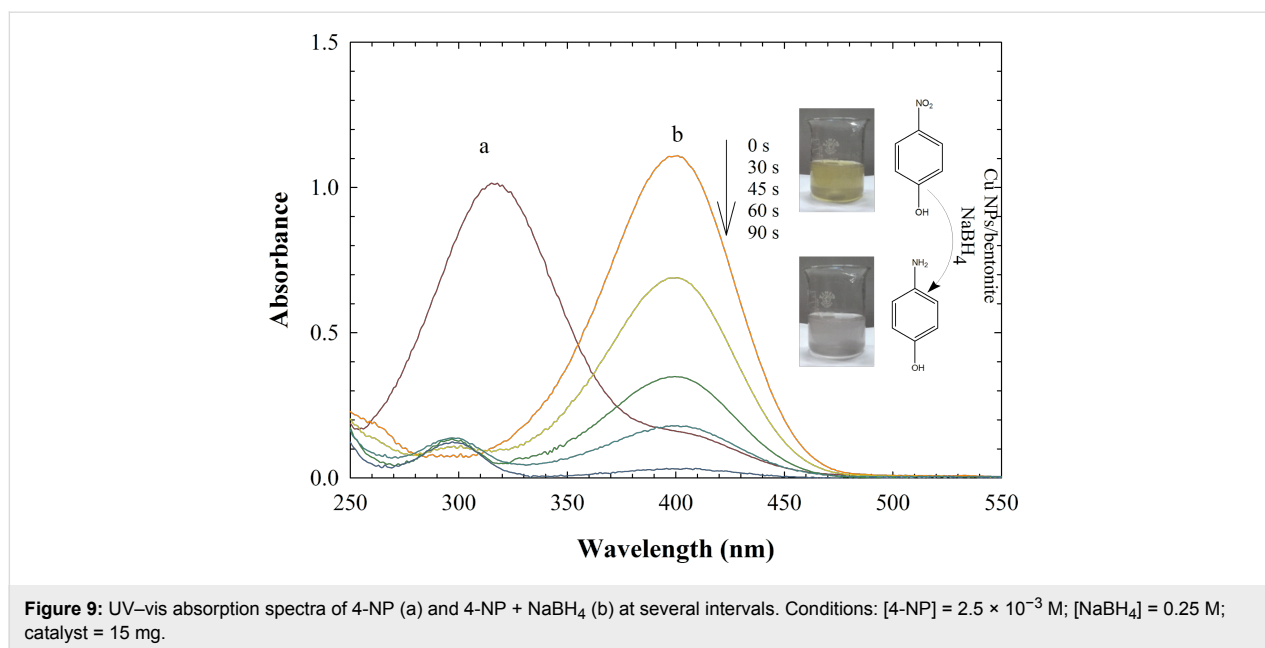 1.5
1.0
0.5
0.0
250 300 350 400 450 500 550
Absorbance
Wavelength (nm)
a
b
0 s
30 s
45 s
60 s
90 s
NO₂
OH
Cu NPs/bentonite
NaBH₄
NH₂
OH
Figure 9: UV–vis absorption spectra of 4-NP (a) and 4-NP + NaBH₄ (b) at several intervals. Conditions: [4-NP] = 2.5 × 10⁻³ M; [NaBH₄] = 0.25 M;
catalyst = 15 mg.